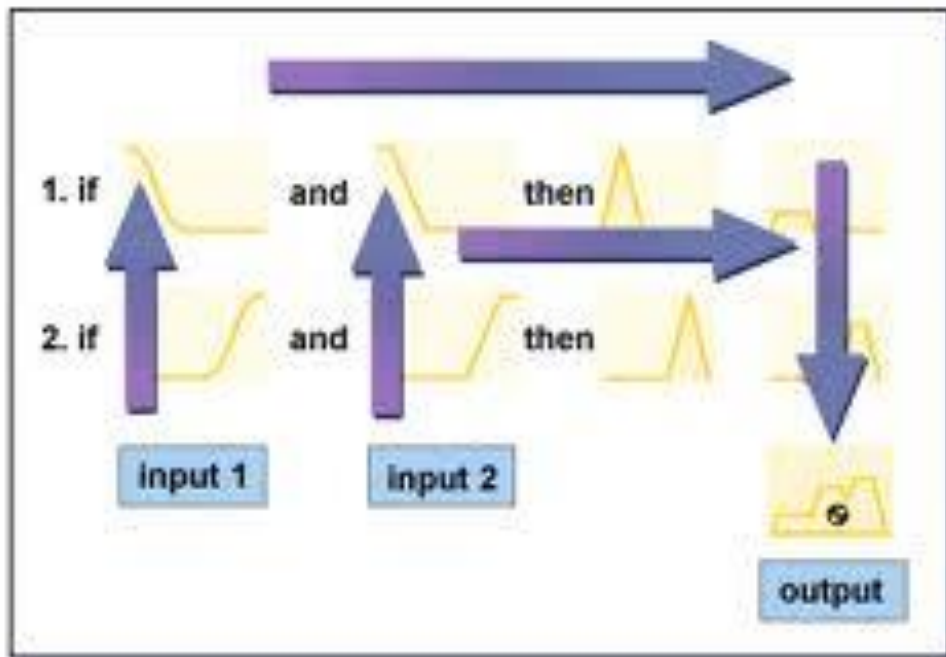 1. if and then
2. if and then
input 1 input 2
output